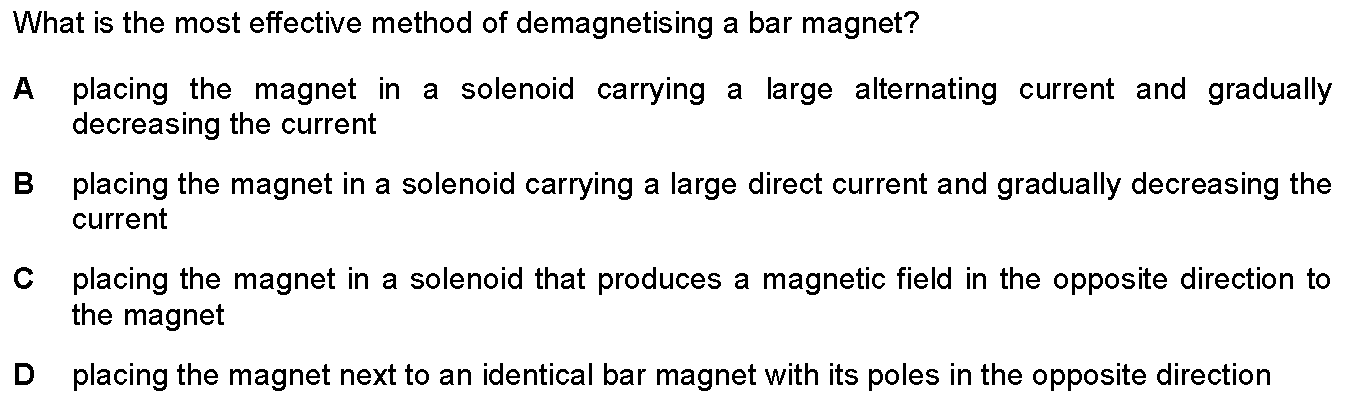 What is the most effective method of demagnetising a bar magnet?
A placing the magnet in a solenoid carrying a large alternating current and gradually
decreasing the current
B placing the magnet in a solenoid carrying a large direct current and gradually decreasing the
current
C placing the magnet in a solenoid that produces a magnetic field in the opposite direction to
the magnet
D placing the magnet next to an identical bar magnet with its poles in the opposite direction